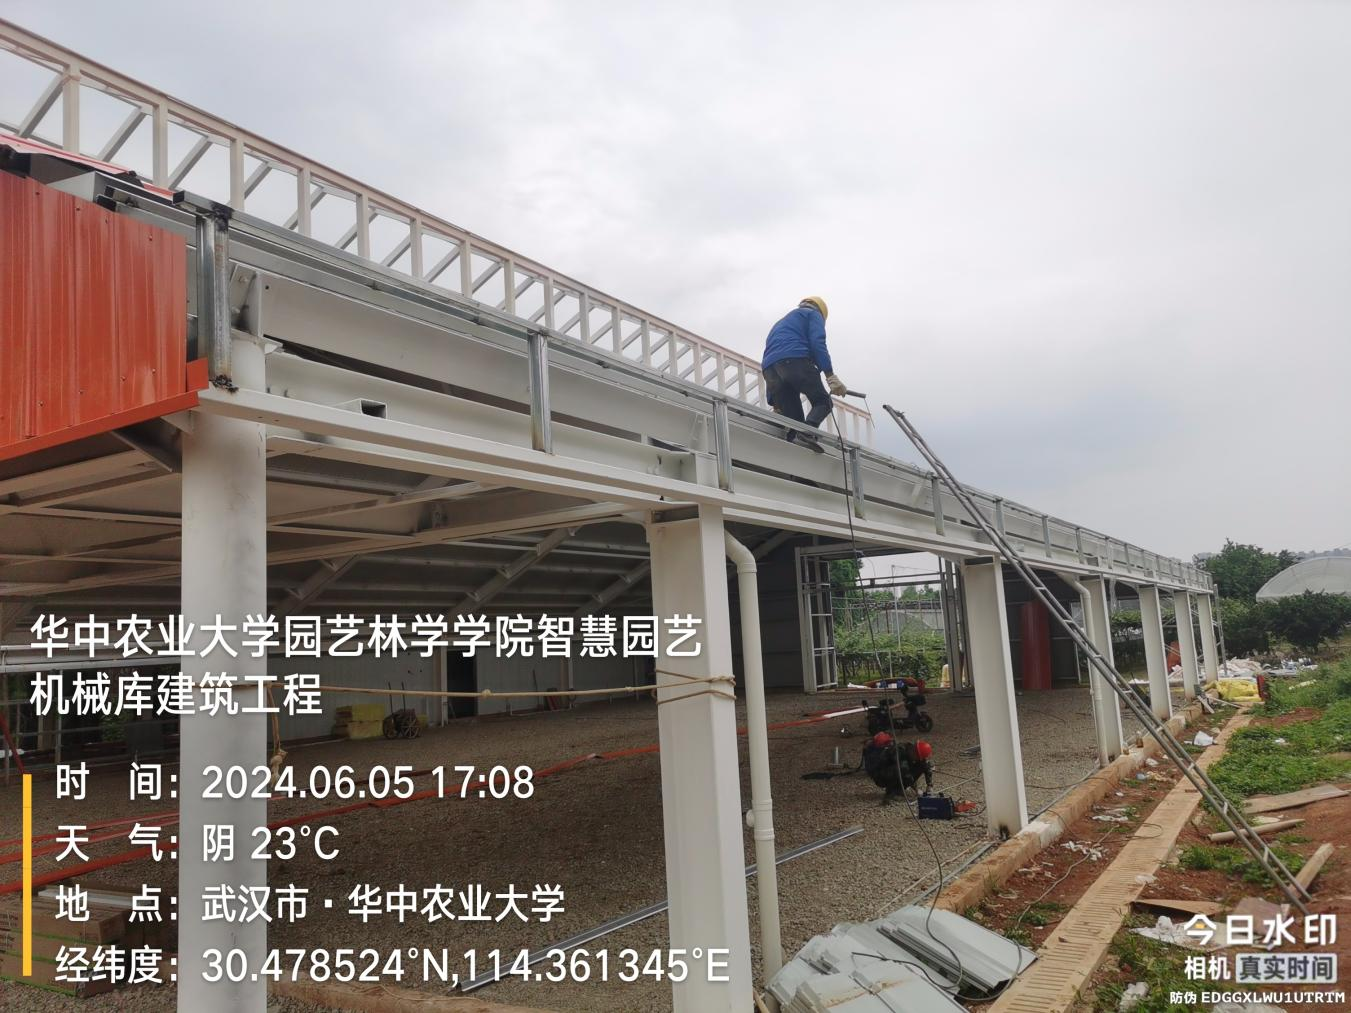 华中农业大学园艺林学学院智慧园艺
机械库建筑工程
时 间：2024.06.05 17:08
天 气：阴 23℃
地 点：武汉市·华中农业大学
经纬度：30.478524°N,114.361345°E
今日水印
相机 真实时间
防伪 EDGGXLWU1UTRTM